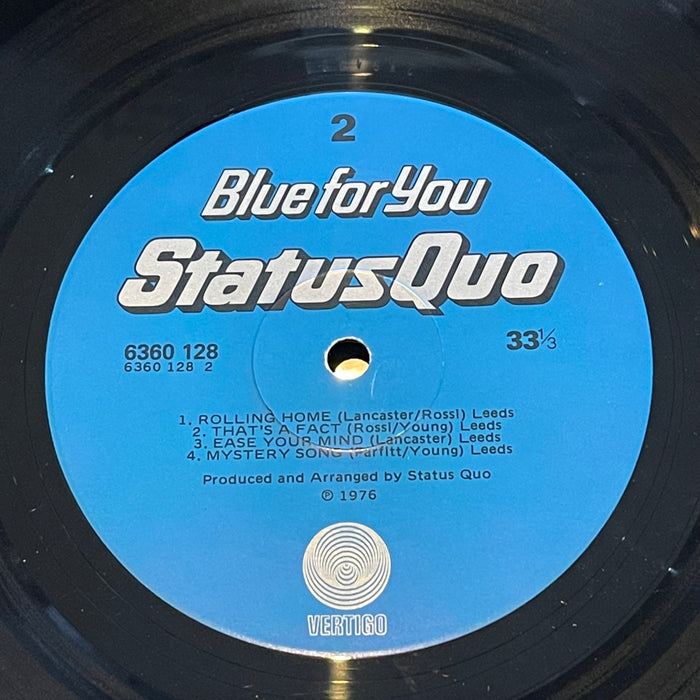 2
Blue for You
Status Quo
6360 128
6360 128 2
33⅓
1. ROLLING HOME (Lancaster/Rossi) Leeds
2. THAT'S A FACT (Rossi/Young) Leeds
3. EASE YOUR MIND (Lancaster) Leeds
4. MYSTERY SONG (Parfitt/Young) Leeds
Produced and Arranged by Status Quo
℗ 1976
VERTIGO